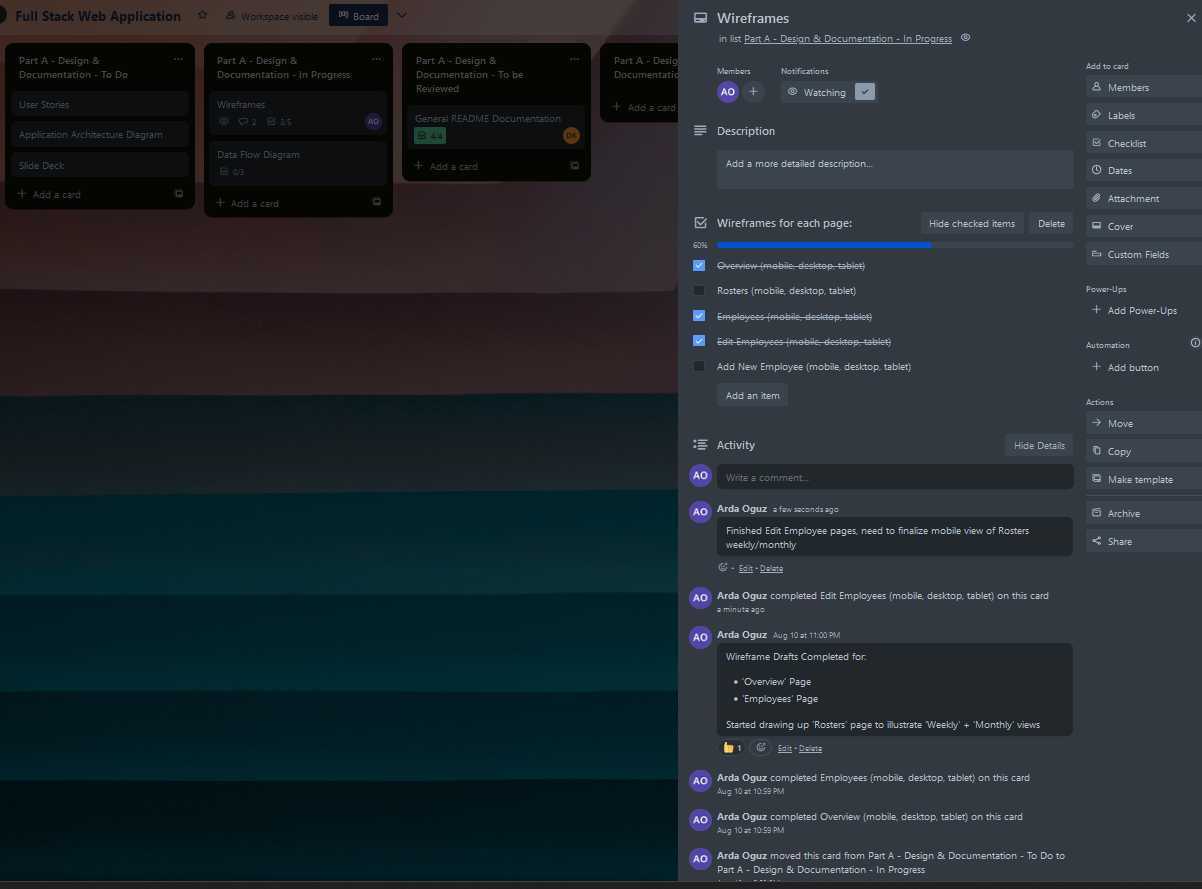 Full Stack Web Application
Workspace visible
Board
Part A - Design &
Documentation - To Do
User Stories
Application Architecture Diagram
Slide Deck
Add a card
Part A - Design &
Documentation - In Progress
Wireframes
2
3/5
AO
Data Flow Diagram
0/3
Add a card
Part A - Design &
Documentation - To be
Reviewed
General README Documentation
4/4
DK
Add a card
Part A - Design &
Add a card
Wireframes
in list Part A - Design & Documentation - In Progress
Members
AO
Notifications
Watching
Description
Add a more detailed description...
Wireframes for each page:
Hide checked items
Delete
60%
Overview (mobile, desktop, tablet)
Rosters (mobile, desktop, tablet)
Employees (mobile, desktop, tablet)
Edit Employees (mobile, desktop, tablet)
Add New Employee (mobile, desktop, tablet)
Add an item
Activity
Hide Details
AO
Write a comment...
AO
Arda Oguz a few seconds ago
Finished Edit Employee pages, need to finalize mobile view of Rosters
weekly/monthly
• Edit • Delete
AO
Arda Oguz completed Edit Employees (mobile, desktop, tablet) on this card
a minute ago
AO
Arda Oguz Aug 10 at 11:00 PM
Wireframe Drafts Completed for:
• 'Overview' Page
• 'Employees' Page
Started drawing up 'Rosters' page to illustrate 'Weekly' + 'Monthly' views
👍 1
Edit • Delete
AO
Arda Oguz completed Employees (mobile, desktop, tablet) on this card
Aug 10 at 10:59 PM
AO
Arda Oguz completed Overview (mobile, desktop, tablet) on this card
Aug 10 at 10:59 PM
AO
Arda Oguz moved this card from Part A - Design & Documentation - To Do to
Part A - Design & Documentation - In Progress
Add to card
Members
Labels
Checklist
Dates
Attachment
Cover
Custom Fields
Power-Ups
Add Power-Ups
Automation
Add button
Actions
Move
Copy
Make template
Archive
Share